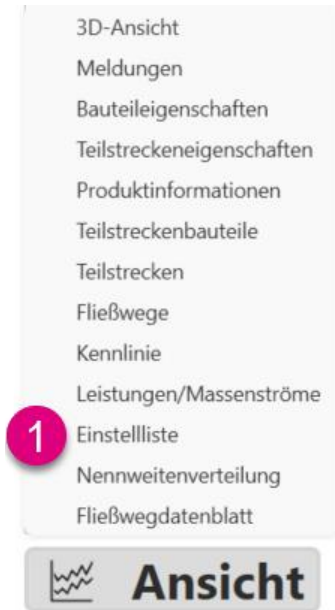 3D-Ansicht
Meldungen
Bauteileigenschaften
Teilstreckeneigenschaften
Produktinformationen
Teilstreckenbauteile
Teilstrecken
Fließwege
Kennlinie
Leistungen/Massenströme
1 Einstellliste
Nennweitenverteilung
Fließwegdatenblatt
Ansicht